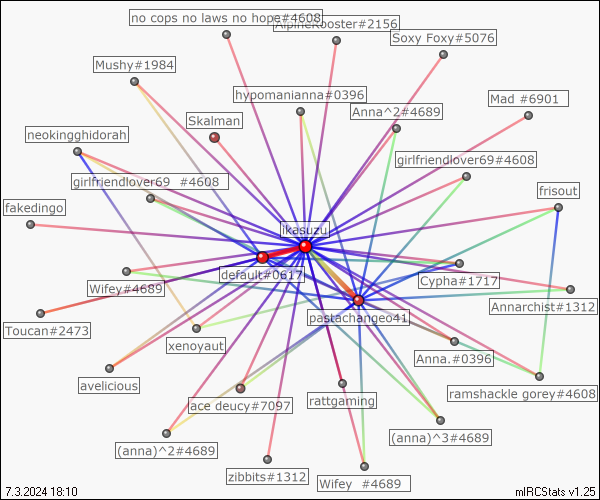 no cops no laws no hope#4608
AlpineRooster#2156
Soxy Foxy#5076
Mushy#1984
hypomanianna#0396
Mad #6901
Anna^2#4689
Skalman
neokingghidorah
girlfriendlover69#4608
girlfriendlover69 #4608
frisout
fakedingo
ikasuzu
default#0617
Cypha#1717
Wifey#4689
Annarchist#1312
pastachangeo41
Toucan#2473
xenoyaut
Anna.#0396
avelicious
ramshackle gorey#4608
ace deucy#7097
rattgaming
(anna)^2#4689
(anna)^3#4689
zibbits#1312
Wifey #4689
7.3.2024 18:10
mIRCStats v1.25